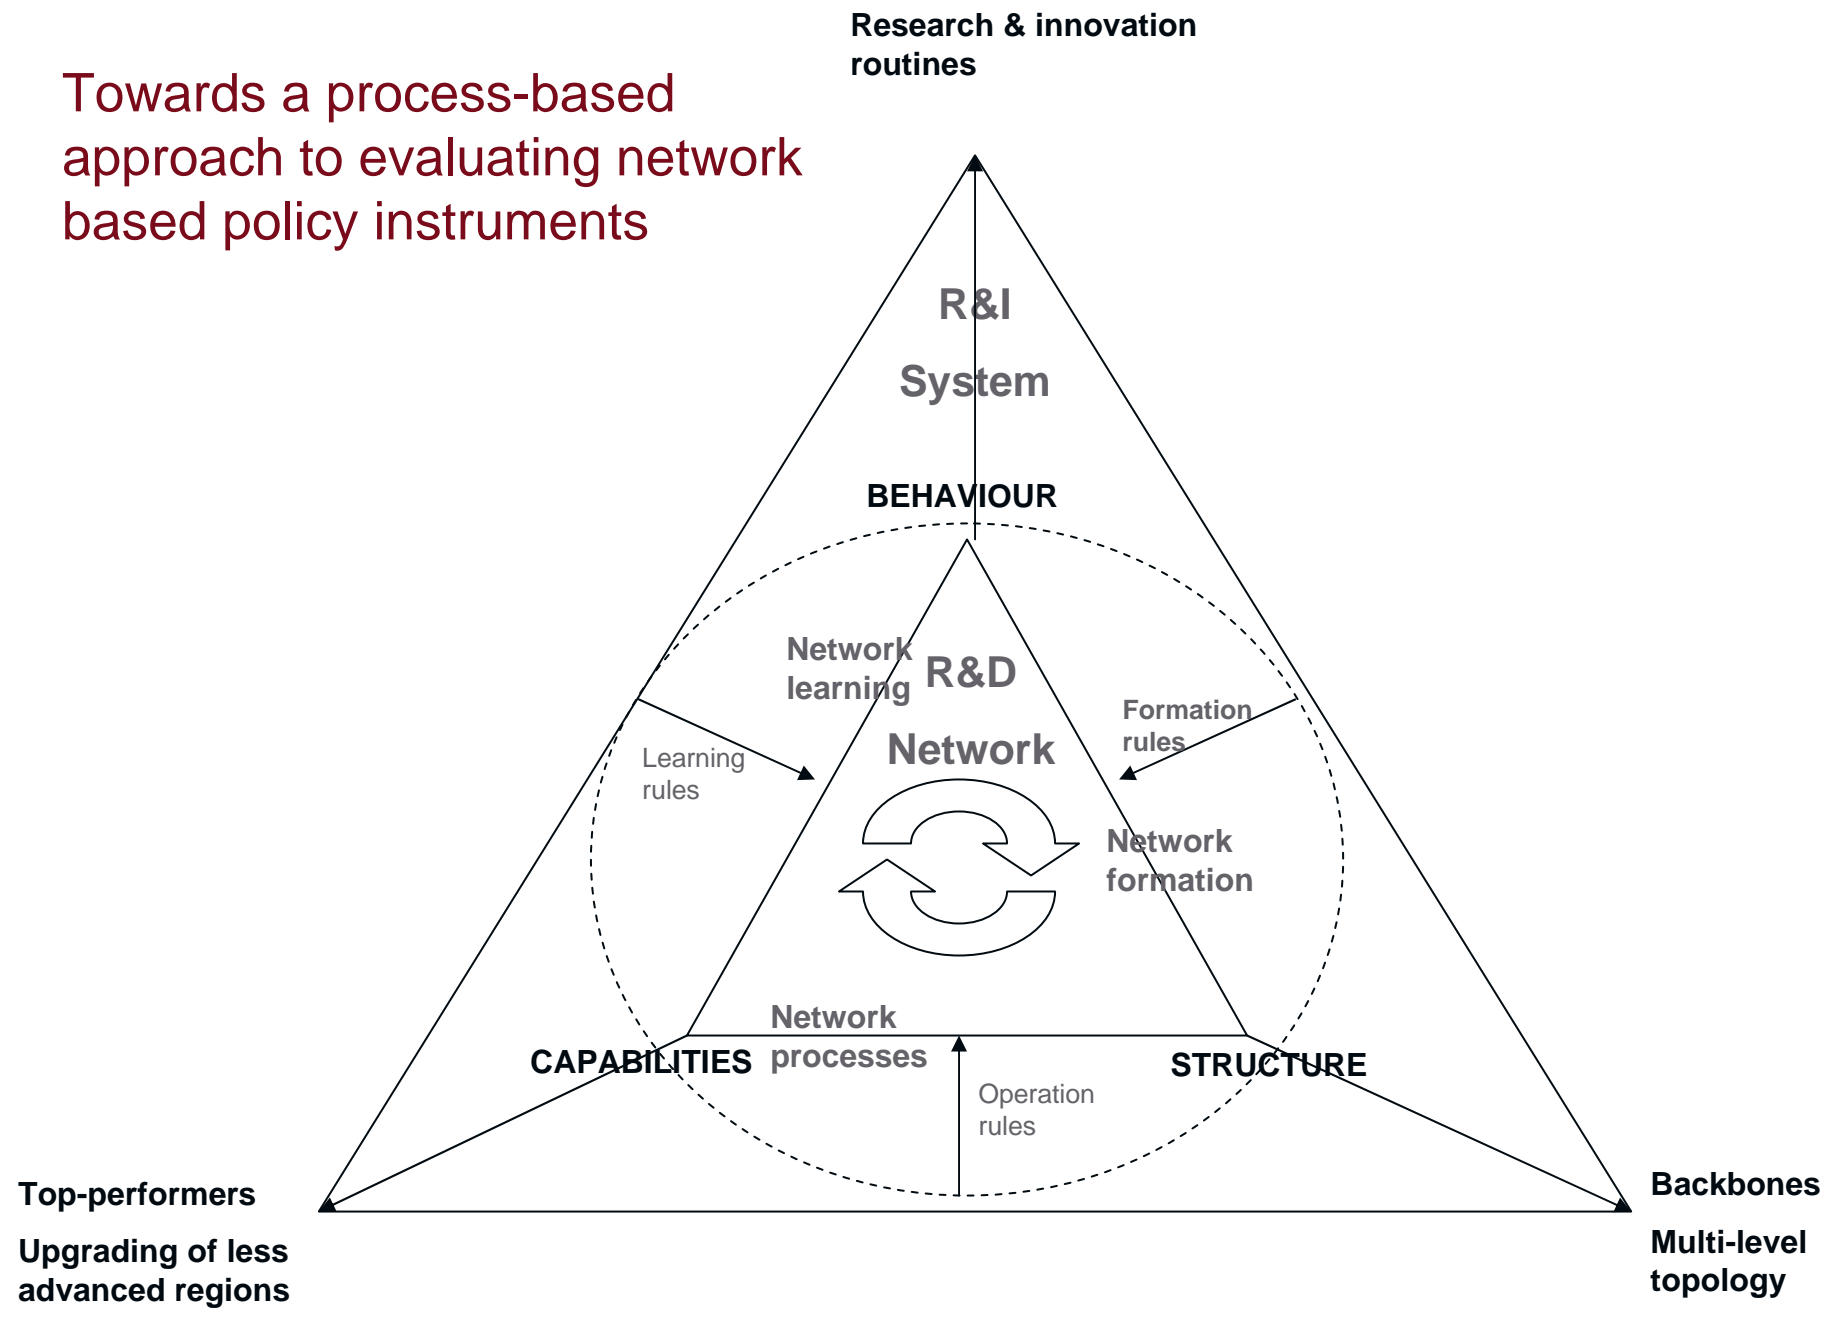 Research & innovation
routines
Towards a process-based
approach to evaluating network
based policy instruments
R&I
System
BEHAVIOUR
Network
learning
R&D
Network
Formation
rules
Learning
rules
Network
formation
Network
processes
CAPABILITIES
STRUCTURE
Operation
rules
Top-performers
Upgrading of less
advanced regions
Backbones
Multi-level
topology